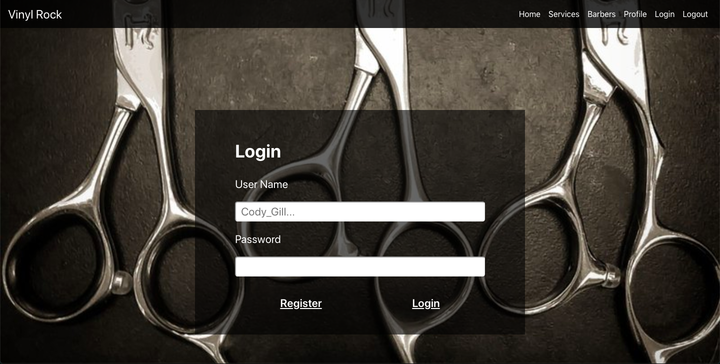 Vinyl Rock
Home Services Barbers Profile Login Logout
Login
User Name
Cody_Gill...
Password
Register Login